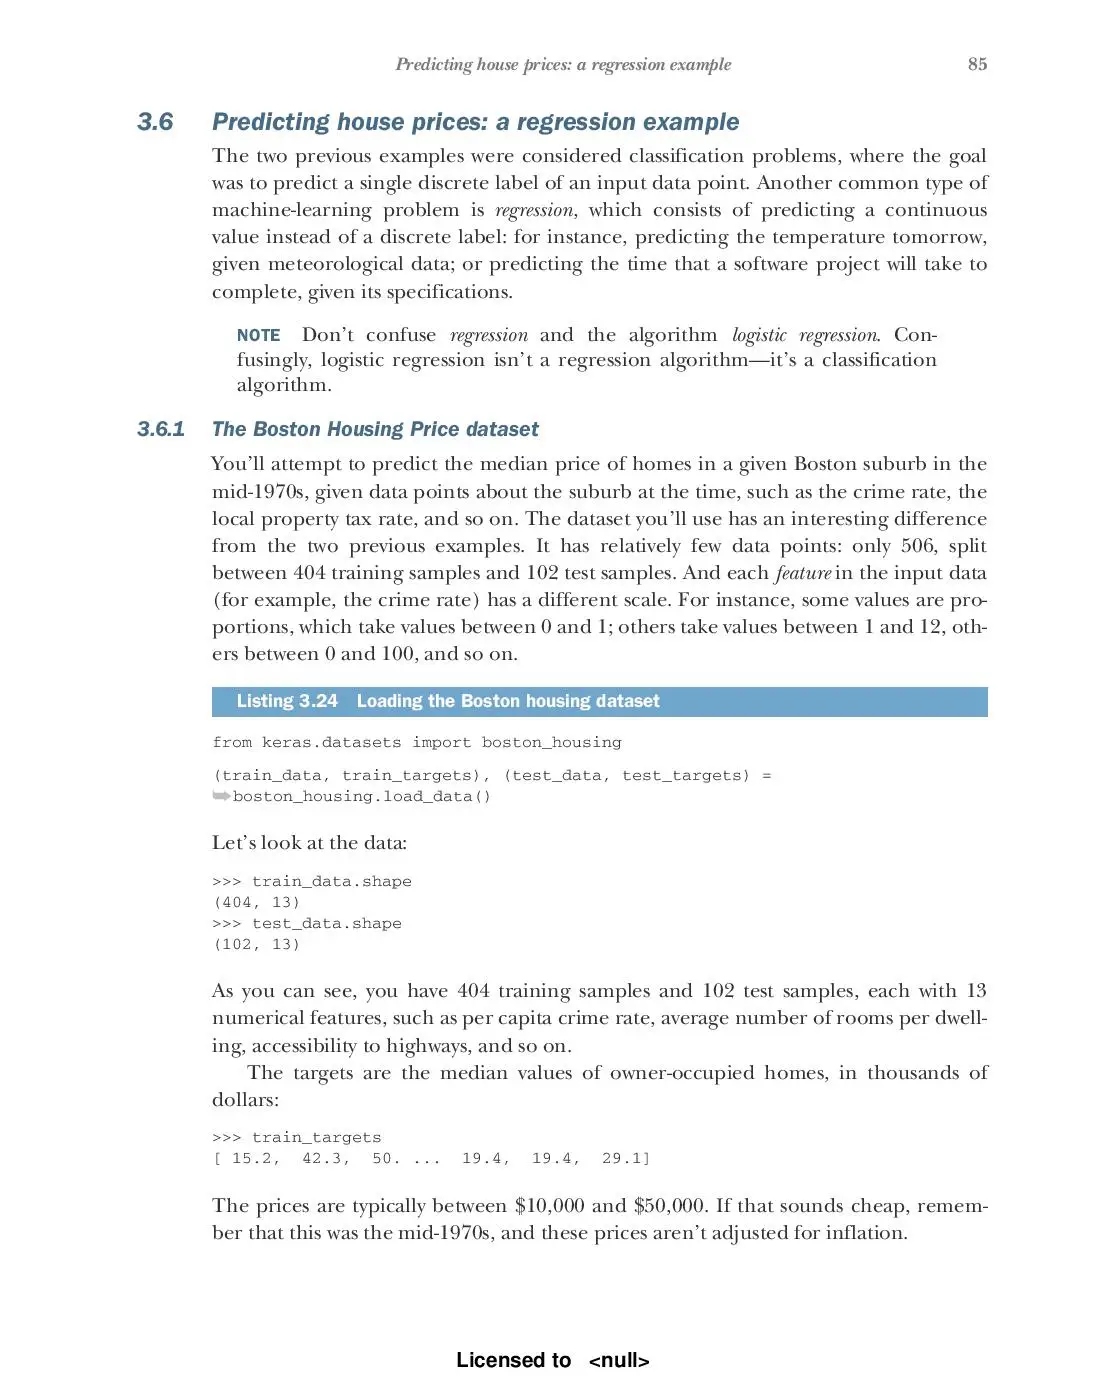 Predicting house prices: a regression example 85
3.6 Predicting house prices: a regression example
The two previous examples were considered classification problems, where the goal
was to predict a single discrete label of an input data point. Another common type of
machine-learning problem is regression, which consists of predicting a continuous
value instead of a discrete label: for instance, predicting the temperature tomorrow,
given meteorological data; or predicting the time that a software project will take to
complete, given its specifications.
NOTE Don’t confuse regression and the algorithm logistic regression. Con-
fusingly, logistic regression isn’t a regression algorithm—it’s a classification
algorithm.
3.6.1 The Boston Housing Price dataset
You’ll attempt to predict the median price of homes in a given Boston suburb in the
mid-1970s, given data points about the suburb at the time, such as the crime rate, the
local property tax rate, and so on. The dataset you’ll use has an interesting difference
from the two previous examples. It has relatively few data points: only 506, split
between 404 training samples and 102 test samples. And each feature in the input data
(for example, the crime rate) has a different scale. For instance, some values are pro-
portions, which take values between 0 and 1; others take values between 1 and 12, oth-
ers between 0 and 100, and so on.
Listing 3.24 Loading the Boston housing dataset
from keras.datasets import boston_housing
(train_data, train_targets), (test_data, test_targets) =
➥boston_housing.load_data()
Let’s look at the data:
>>> train_data.shape
(404, 13)
>>> test_data.shape
(102, 13)
As you can see, you have 404 training samples and 102 test samples, each with 13
numerical features, such as per capita crime rate, average number of rooms per dwell-
ing, accessibility to highways, and so on.
The targets are the median values of owner-occupied homes, in thousands of
dollars:
>>> train_targets
[ 15.2, 42.3, 50. ... 19.4, 19.4, 29.1]
The prices are typically between $10,000 and $50,000. If that sounds cheap, remem-
ber that this was the mid-1970s, and these prices aren’t adjusted for inflation.
Licensed to <null>